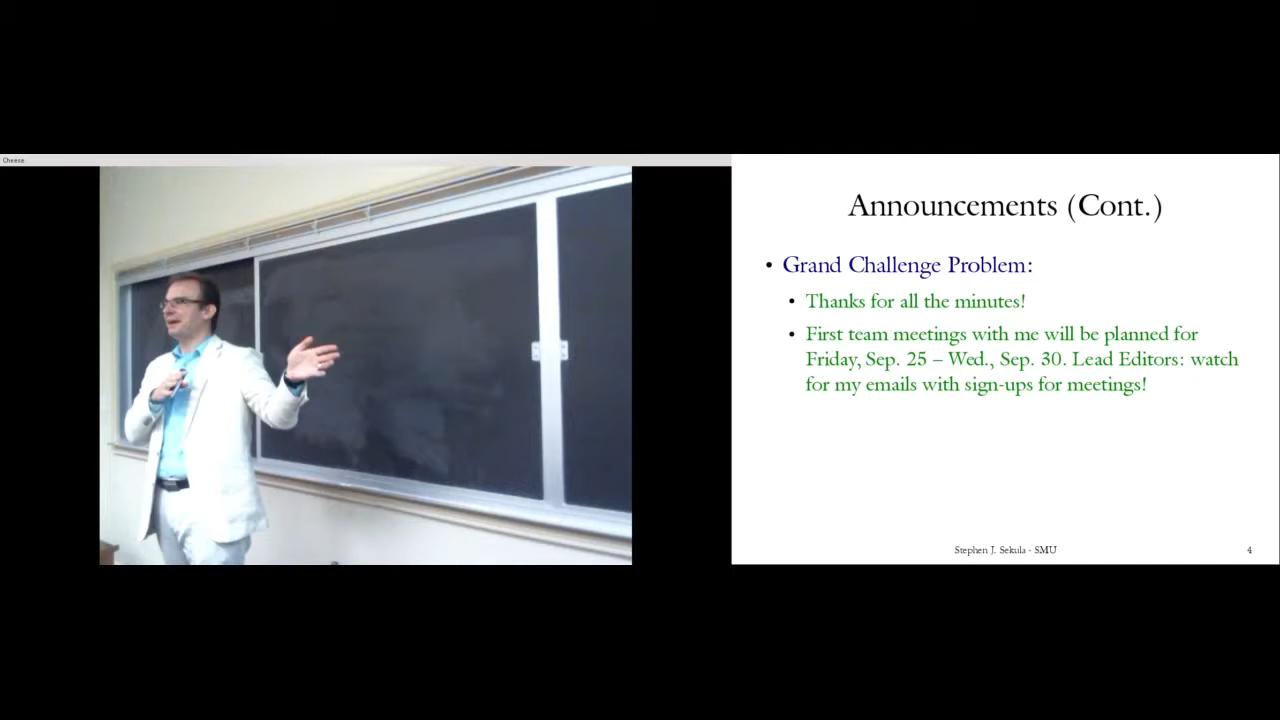 Cheese
Announcements (Cont.)
• Grand Challenge Problem:
• Thanks for all the minutes!
• First team meetings with me will be planned for
Friday, Sep. 25 – Wed., Sep. 30. Lead Editors: watch
for my emails with sign-ups for meetings!
Stephen J. Sekula - SMU
4